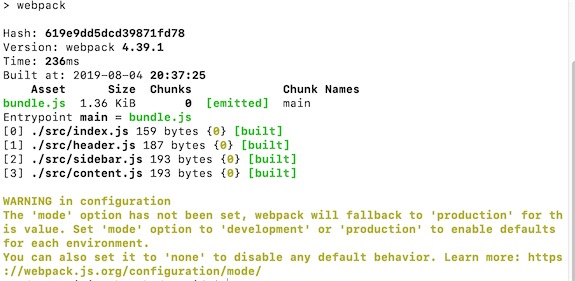 > webpack
Hash: 619e9dd5dcd39871fd78
Version: webpack 4.39.1
Time: 236ms
Built at: 2019-08-04 20:37:25
Asset Size Chunks Chunk Names
bundle.js 1.36 KiB 0 [emitted] main
Entrypoint main = bundle.js
[0] ./src/index.js 159 bytes {0} [built]
[1] ./src/header.js 187 bytes {0} [built]
[2] ./src/sidebar.js 193 bytes {0} [built]
[3] ./src/content.js 193 bytes {0} [built]
WARNING in configuration
The 'mode' option has not been set, webpack will fallback to 'production' for th
is value. Set 'mode' option to 'development' or 'production' to enable defaults
for each environment.
You can also set it to 'none' to disable any default behavior. Learn more: https
://webpack.js.org/configuration/mode/